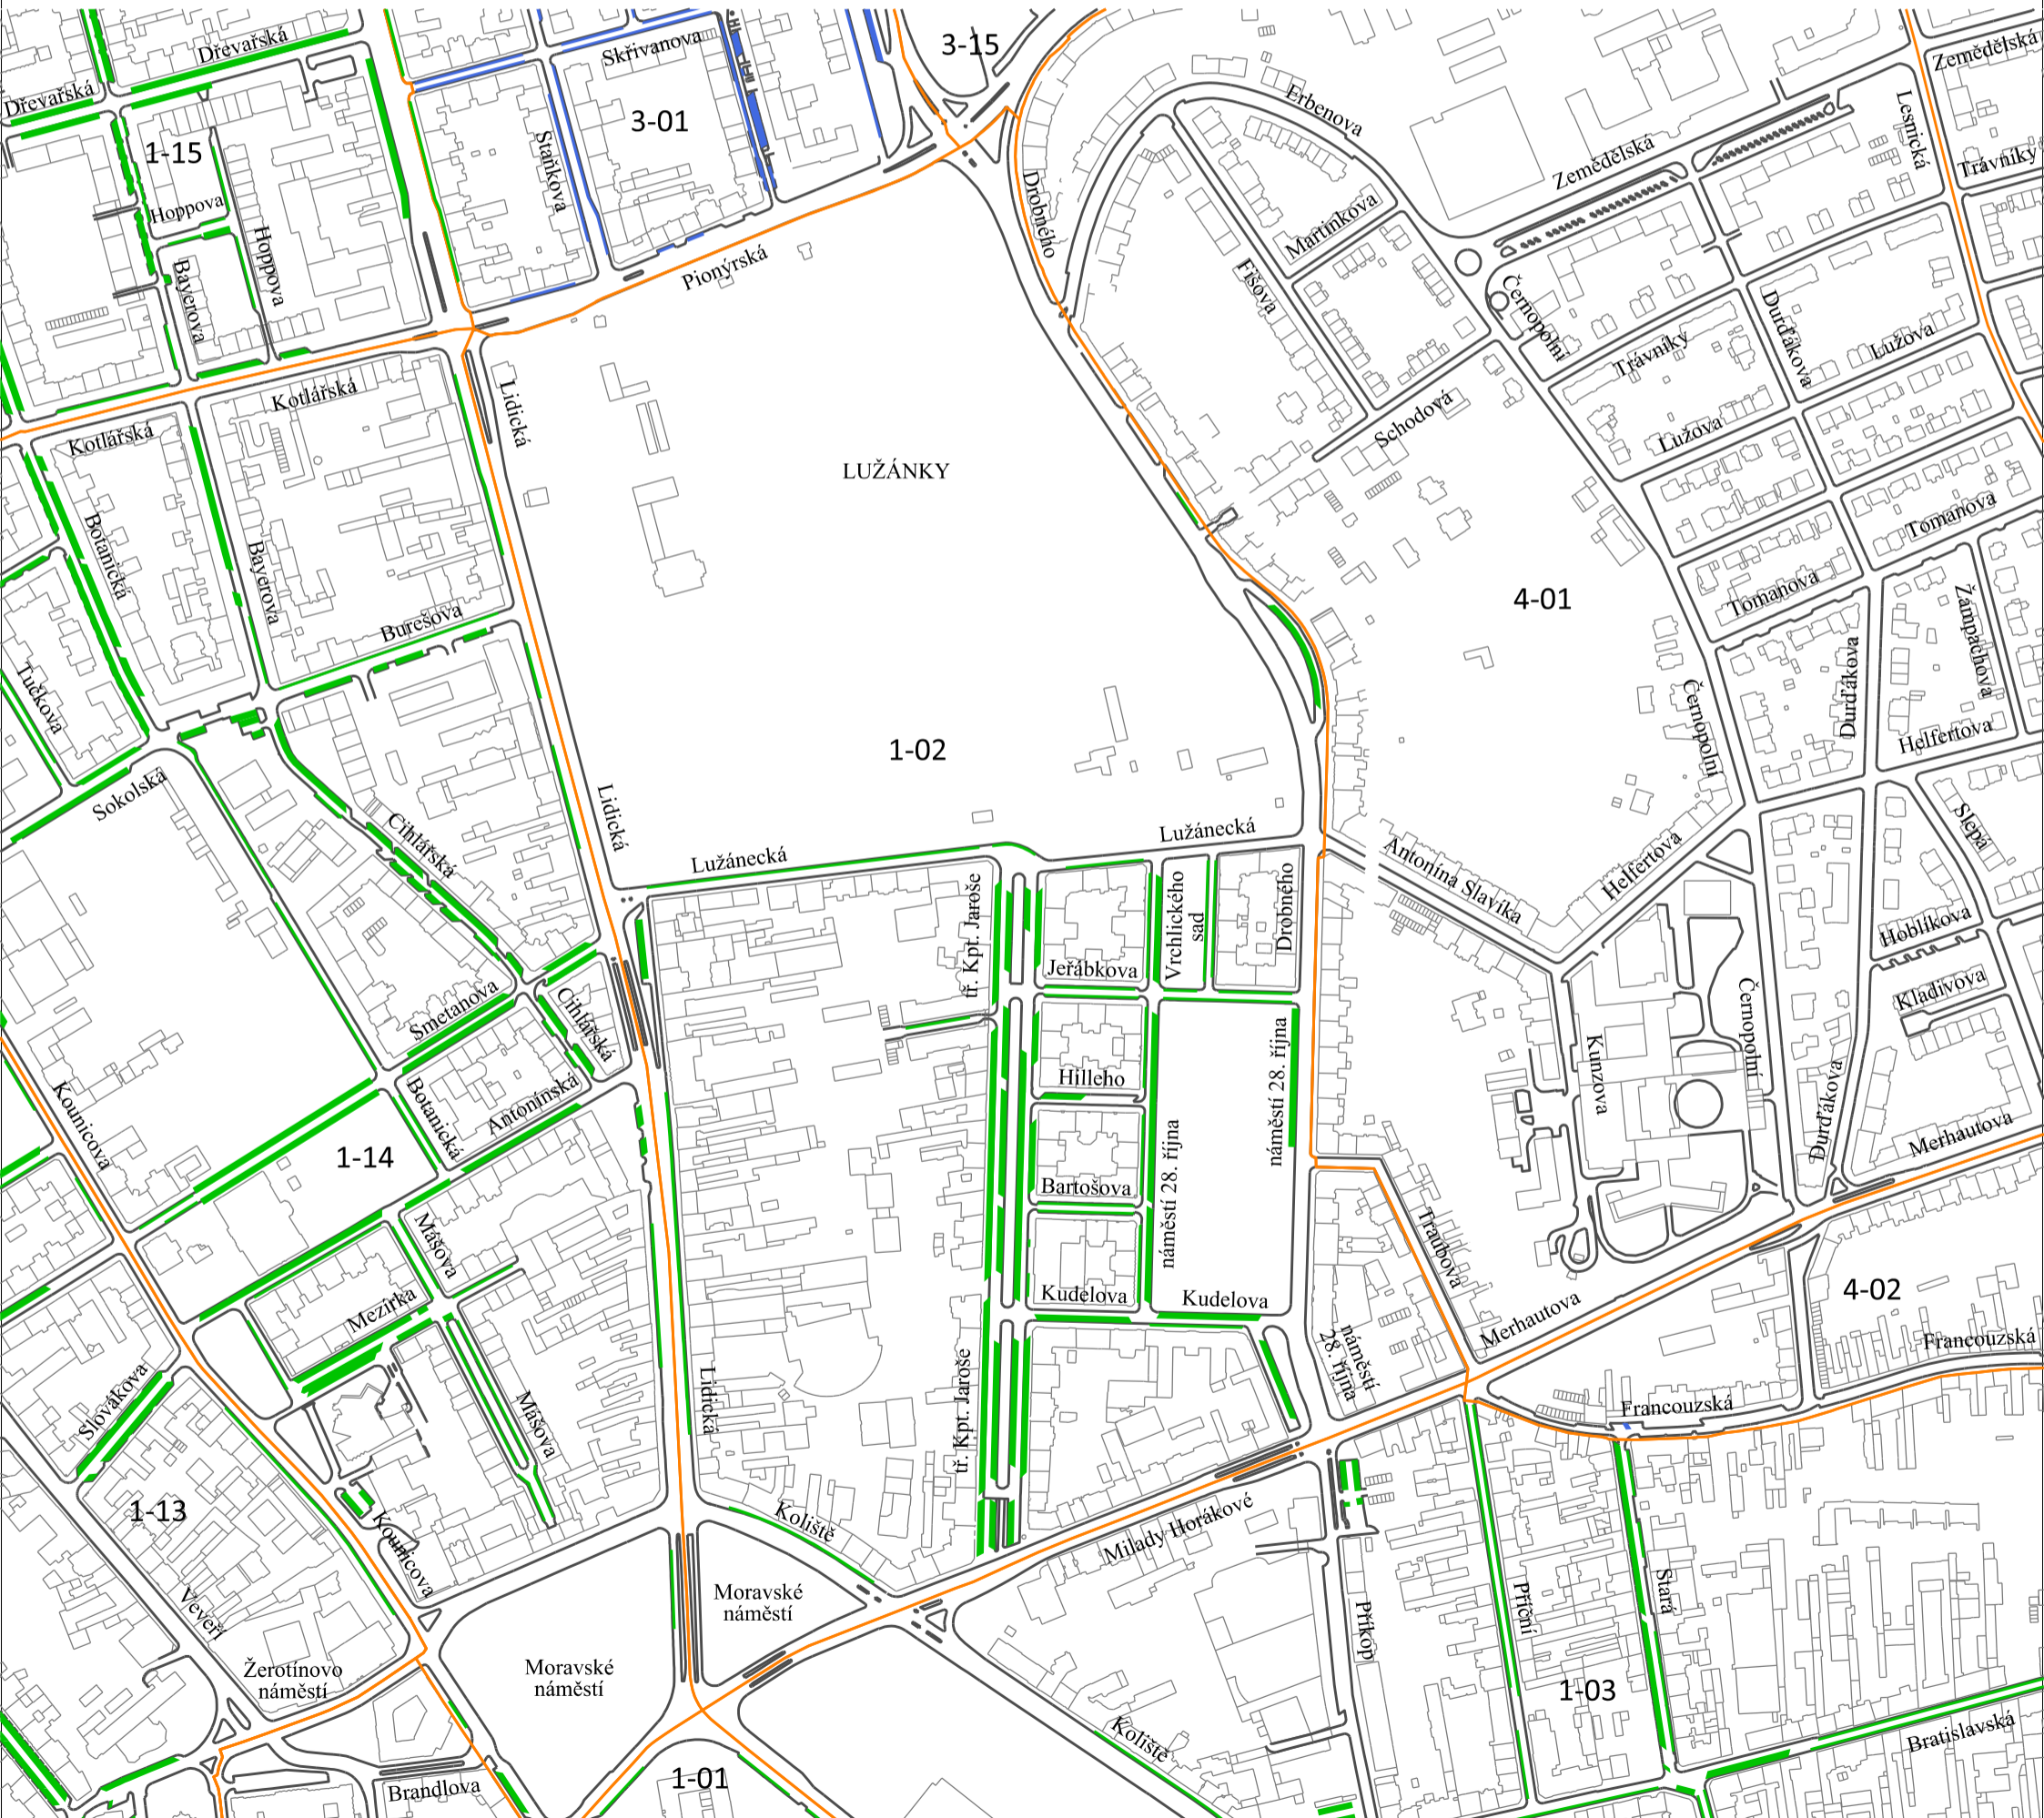 Dřevařská
Skřivanova
3-15
Zemědělská
Dřevařská
3-01
Erbenova
Lesnická
1-15
Staňkova
Zemědělská
Trávníky
Hoppova
Drobného
Martinkova
Hoppova
Bayerova
Pionýrská
Fišova
Černopolní
Durďákova
Trávníky
Lužova
Kotlářská
Lidická
Schodová
Kotlářská
Lužova
LUŽÁNKY
Botanická
Bayerova
Tomanova
Tomanova
4-01
Zámpachova
Burešova
Tučkova
Durďákova
Černopolní
Helfertova
1-02
Sokolská
Lidická
Cihlářská
Lužánecká
Lužánecká
Slepá
Antonína Slavíka
Helfertova
tř. Kpt. Jaroše
Vrchlického
sad
Drobného
Hoblíkova
Jeřábkova
Kladivova
Smetanova
Cihlářská
Černopolní
Kounicova
Botanická
Antonínská
Hilleho
náměstí 28. října
Kunzova
Durďákova
Merhautova
1-14
Bartošova
náměstí 28. října
Mášova
Traubova
Mezírka
Kudelova
Kudelova
4-02
Merhautova
Francouzská
náměstí
28. října
Slovákova
Mášova
Lidická
tř. Kpt. Jaroše
Francouzská
1-13
Kounicova
Koliště
Milady Horákové
Veveří
Moravské
náměstí
Příkop
Příční
Stará
Žerotínovo
náměstí
Moravské
náměstí
1-03
Koliště
Bratislavská
Brandlova
1-01